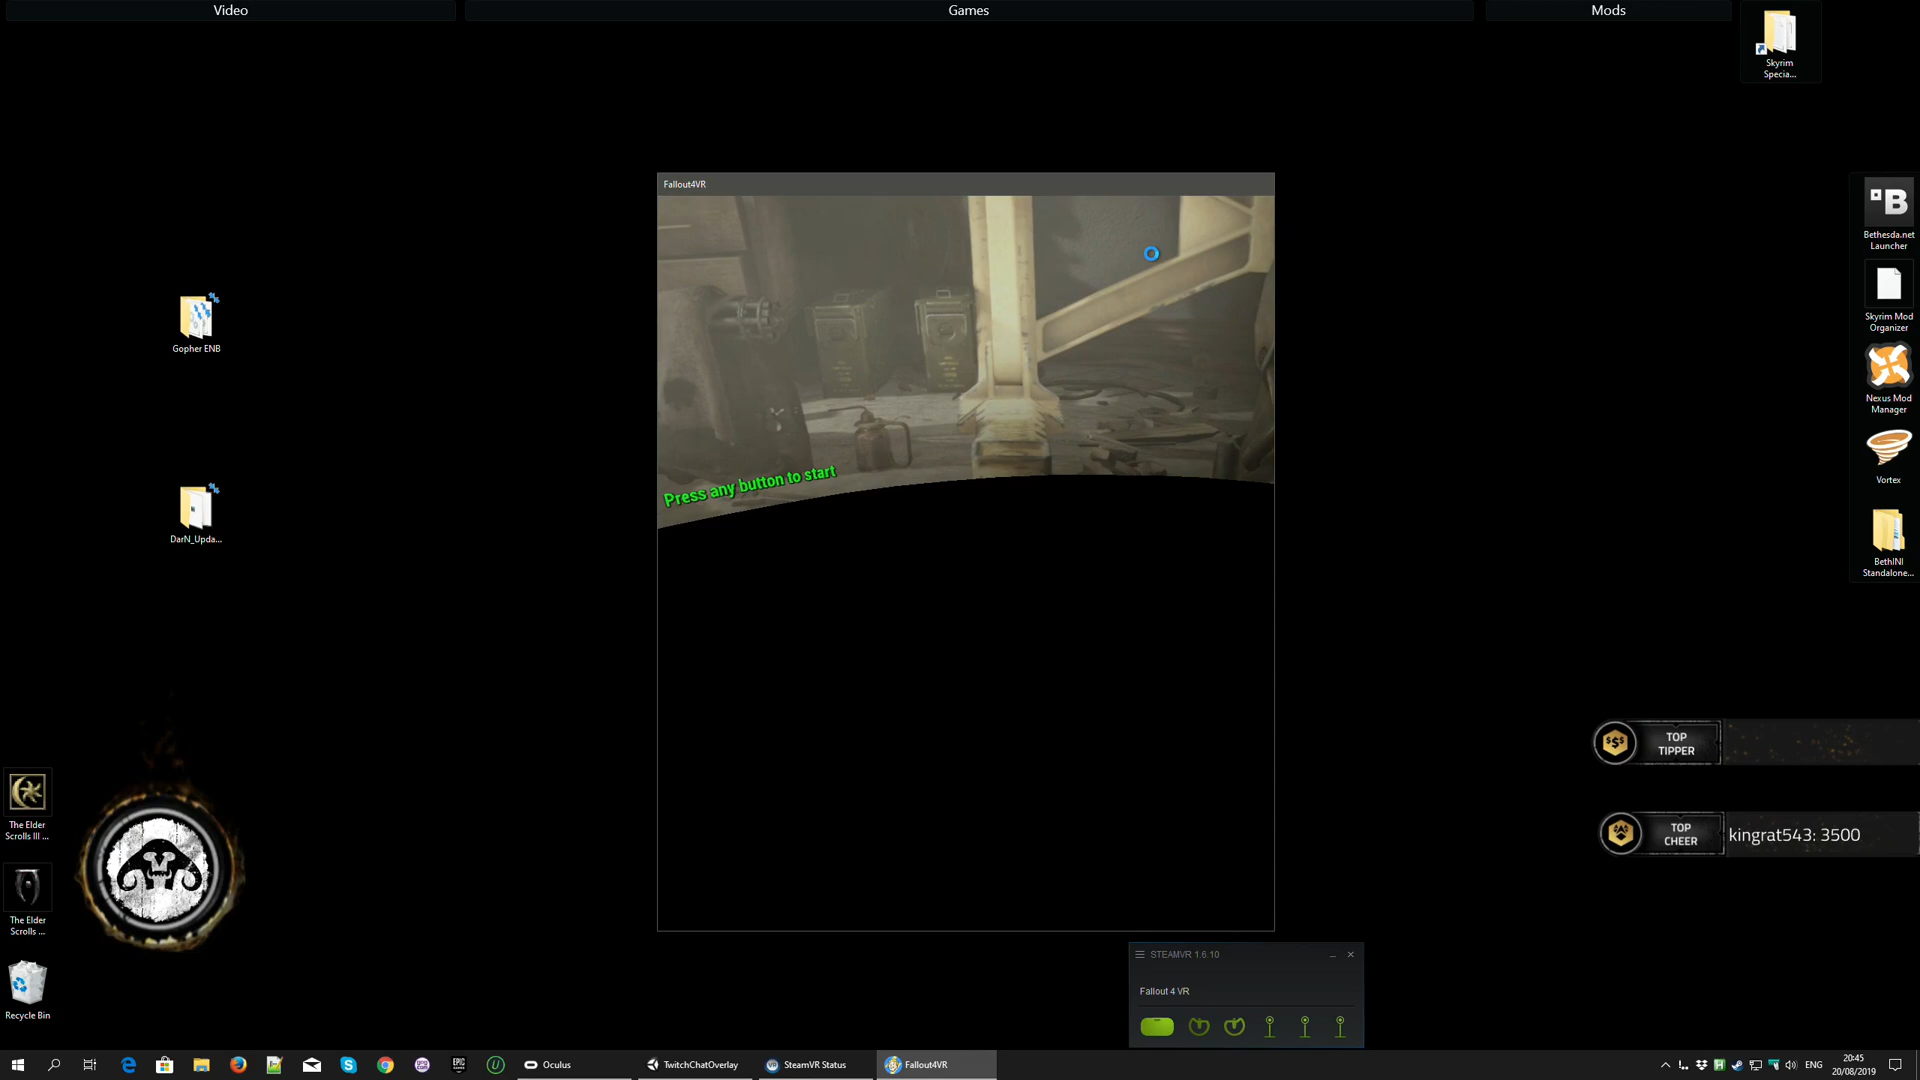 Video
Games
Mods
Skyrim
Specia...
Fallout4VR
Bethesda.net
Launcher
Skyrim Mod
Organizer
Gopher ENB
Nexus Mod
Manager
Press any button to start
Vortex
DarN_Upda...
BethINI
Standalone...
TOP
TIPPER
TOP
CHEER
kingrat543: 3500
The Elder
Scrolls III ...
The Elder
Scrolls ...
Recycle Bin
STEAMVR 1.6.10
Fallout 4 VR
Oculus
TwitchChatOverlay
SteamVR Status
Fallout4VR
ENG
20:45
20/08/2019